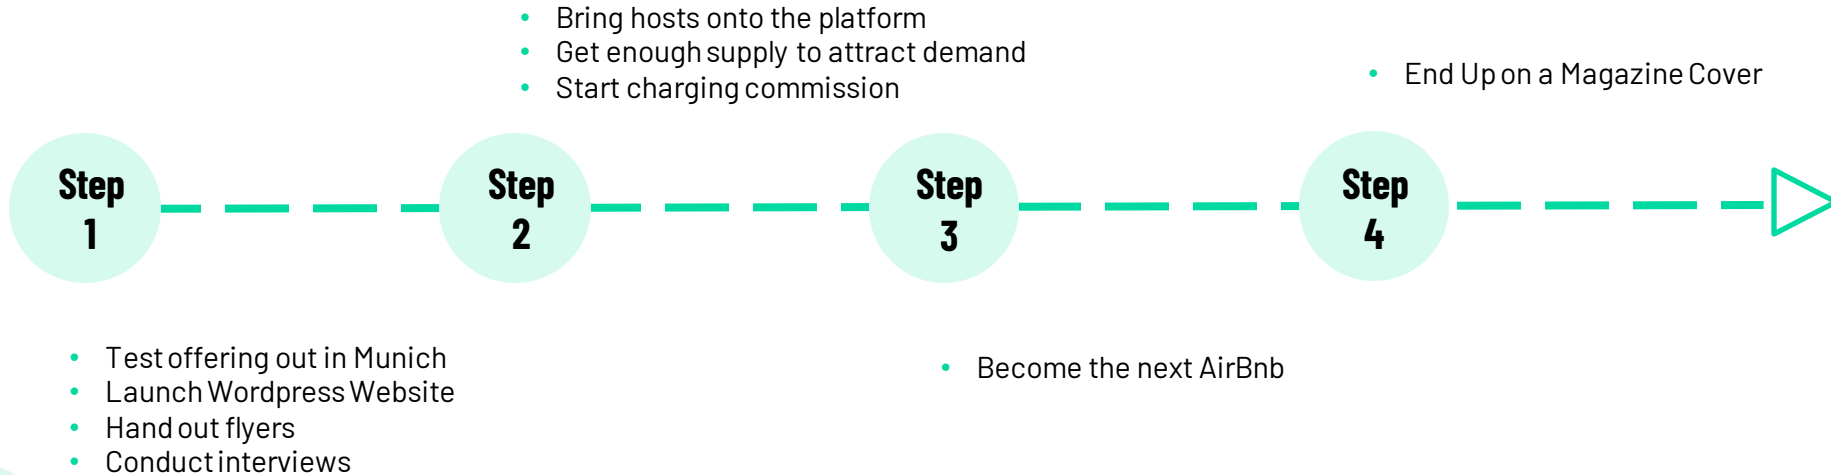 • Bring hosts onto the platform
• Get enough supply to attract demand
• Start charging commission
• End Up on a Magazine Cover
Step
1
Step
2
Step
3
Step
4
• Test offering out in Munich
• Launch Wordpress Website
• Hand out flyers
• Conduct interviews
• Become the next AirBnb